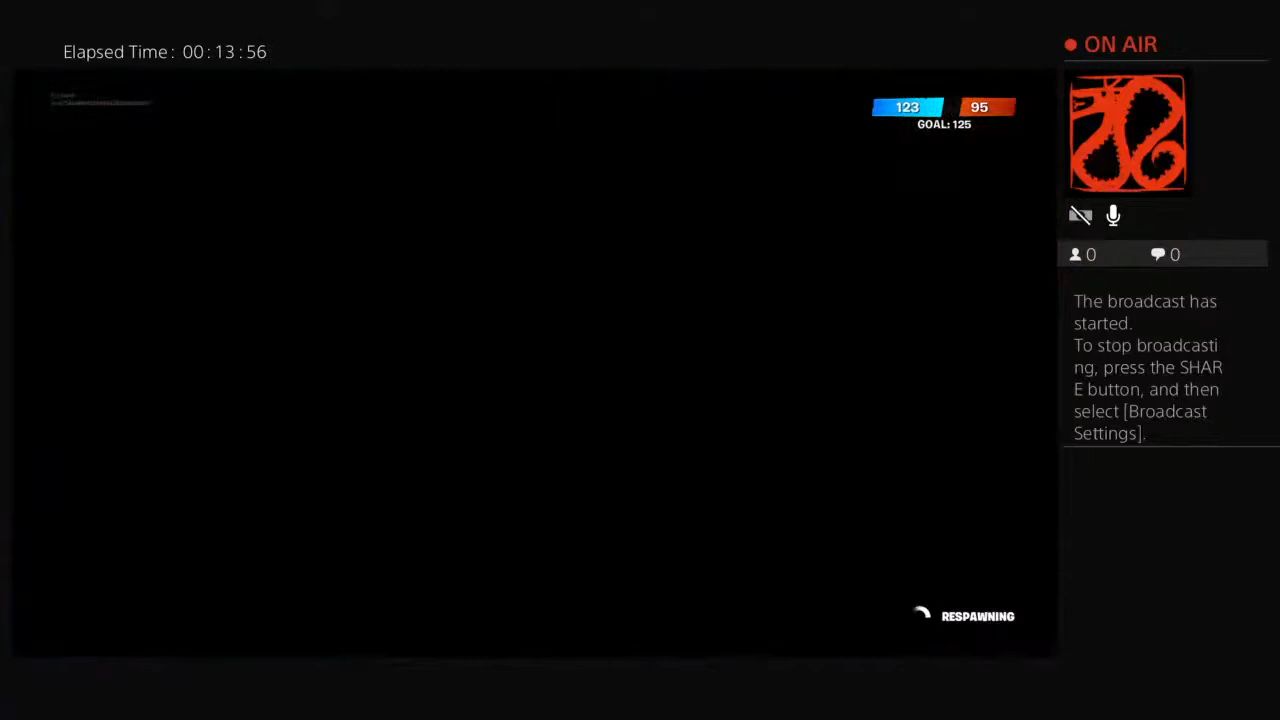 Elapsed Time: 00:13:56
ON AIR
123 95
GOAL: 125
0 0
The broadcast has
started.
To stop broadcasti
ng, press the SHAR
E button, and then
select [Broadcast
Settings].
RESPAWNING